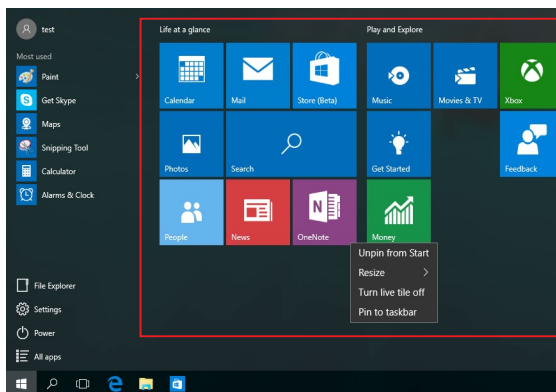 test
Most used
Paint
Get Skype
Maps
Snipping Tool
Calculator
Alarms & Clock
File Explorer
Settings
Power
All apps
Life at a glance
Calendar
Mail
Store (Beta)
Photos
Search
People
News
OneNote
Play and Explore
Music
Movies & TV
Xbox
Get Started
Feedback
Money
Unpin from Start
Resize
Turn live tile off
Pin to taskbar